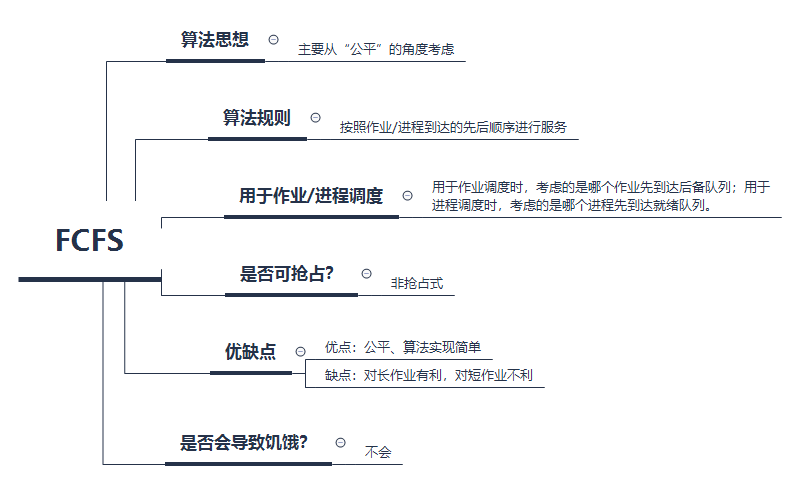 算法思想
主要从“公平”的角度考虑
算法规则
按照作业/进程到达的先后顺序进行服务
用于作业/进程调度
用于作业调度时，考虑的是哪个作业先到达后备队列；用于
进程调度时，考虑的是哪个进程先到达就绪队列。
FCFS
是否可抢占？
非抢占式
优缺点
优点：公平、算法实现简单
缺点：对长作业有利，对短作业不利
是否会导致饥饿？
不会